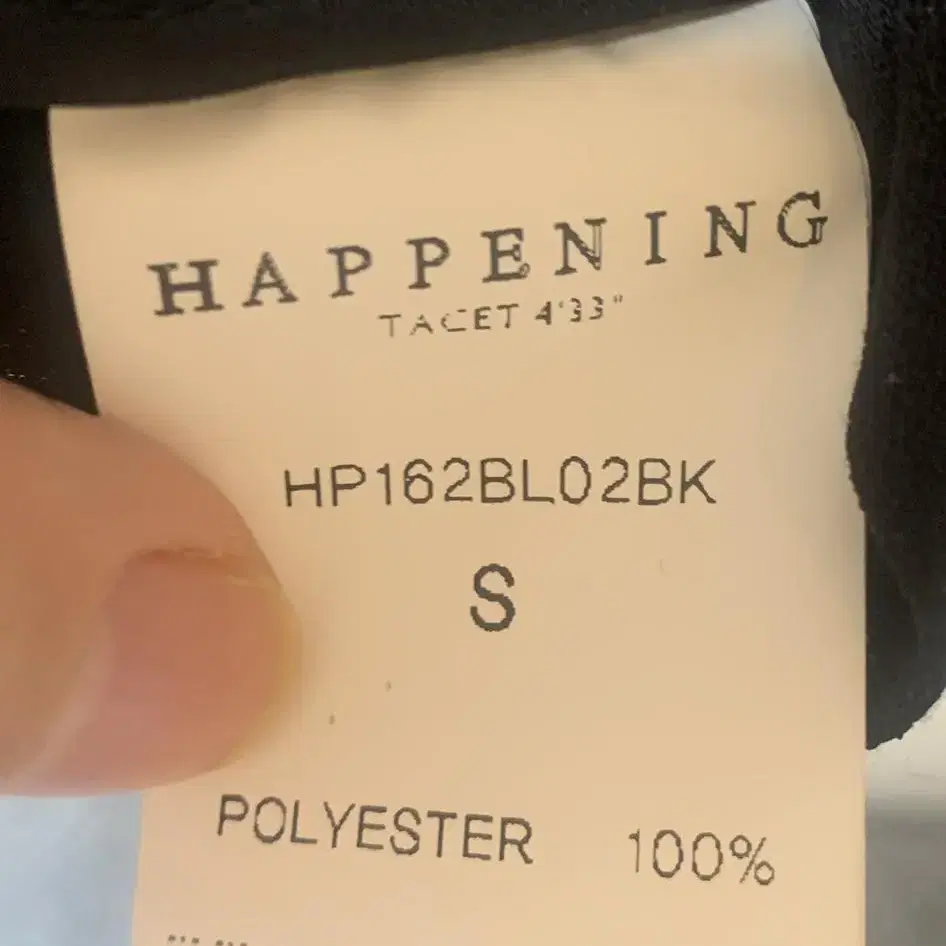 HAPPENING
TACET 4'33"
HP162BL02BK
S
POLYESTER 100%